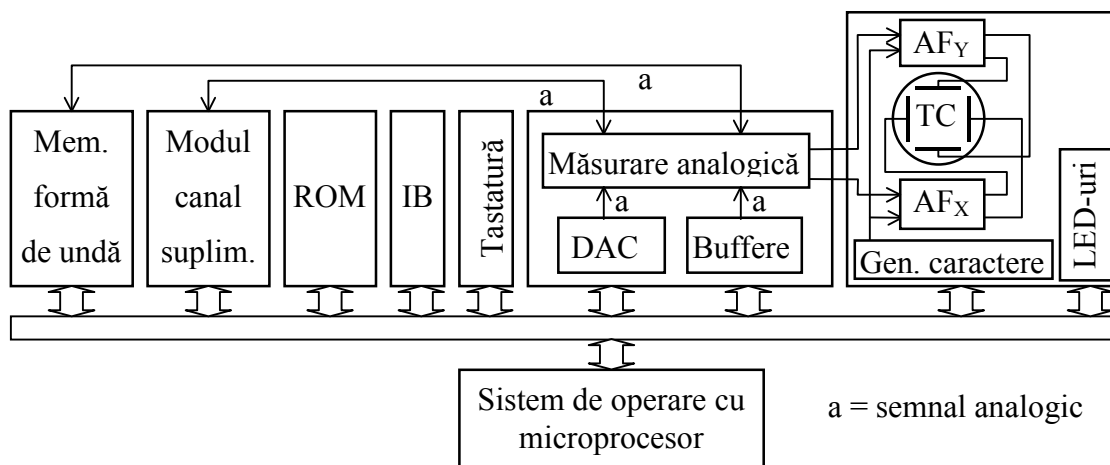 a
a
Mem.
formă
de undă
Modul
canal
suplim.
ROM
IB
Tastatură
Măsurare analogică
a
a
DAC
Buffere
AFY
TC
AFX
Gen. caractere
LED-uri
Sistem de operare cu
microprocesor
a = semnal analogic